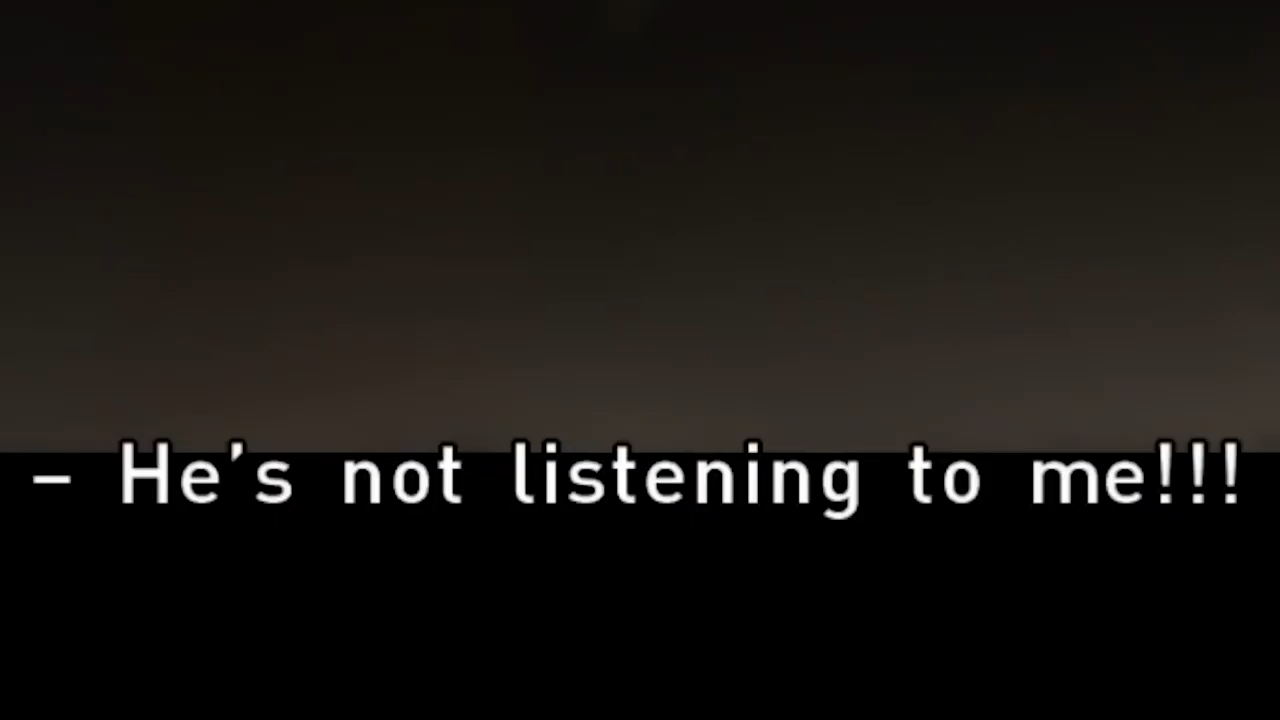 – He's not listening to me!!!